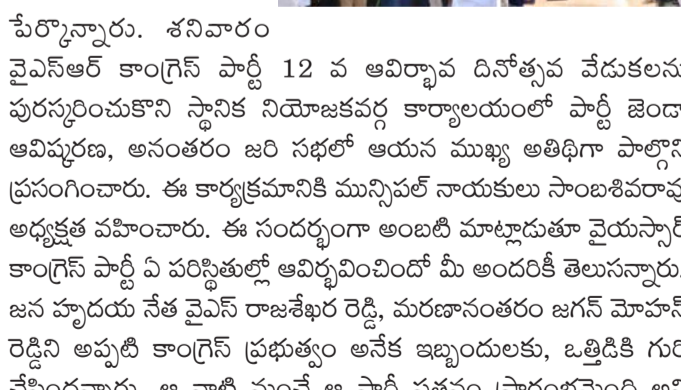 పేర్కొన్నారు. శనివారం
వైఎస్ఆర్ కాంగ్రెస్ పార్టీ 12 వ ఆవిర్భావ దినోత్సవ వేడుకలను
పురస్కరించుకొని స్థానిక నియోజకవర్గ కార్యాలయంలో పార్టీ జెండా
ఆవిష్కరణ, అనంతరం జరి సభలో ఆయన ముఖ్య అతిథిగా పాల్గొని
ప్రసంగించారు. ఈ కార్యక్రమానికి మున్సిపల్ నాయకులు సాంబశివరావు
అధ్యక్షత వహించారు. ఈ సందర్భంగా అంబటి మాట్లాడుతూ వైయస్సార్
కాంగ్రెస్ పార్టీ ఏ పరిస్థితుల్లో ఆవిర్భవించిందో మీ అందరికీ తెలుసన్నారు.
జన హృదయ నేత వైఎస్ రాజశేఖర రెడ్డి, మరణానంతరం జగన్ మోహన్
రెడ్డిని అప్పటి కాంగ్రెస్ ప్రభుత్వం అనేక ఇబ్బందులకు, ఒత్తిడికి గురి